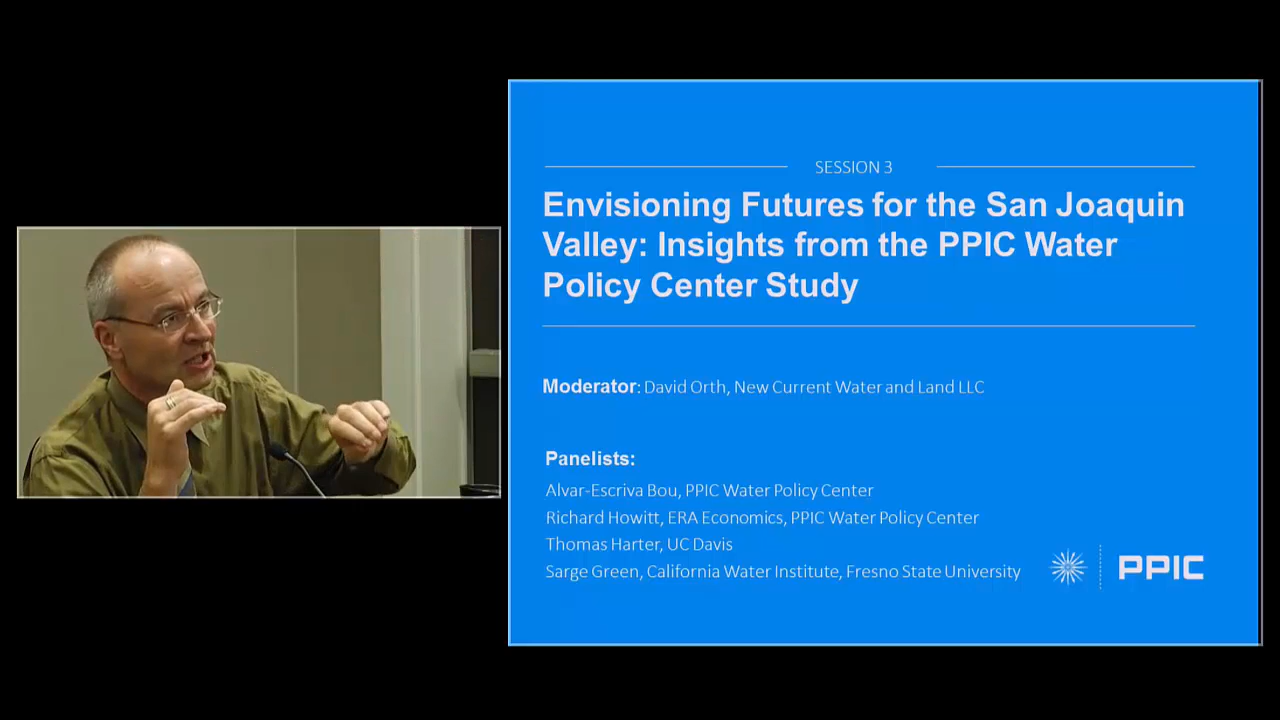 SESSION 3
Envisioning Futures for the San Joaquin
Valley: Insights from the PPIC Water
Policy Center Study
Moderator: David Orth, New Current Water and Land LLC
Panelists:
Alvar-Escriva Bou, PPIC Water Policy Center
Richard Howitt, ERA Economics, PPIC Water Policy Center
Thomas Harter, UC Davis
Sarge Green, California Water Institute, Fresno State University
PPIC